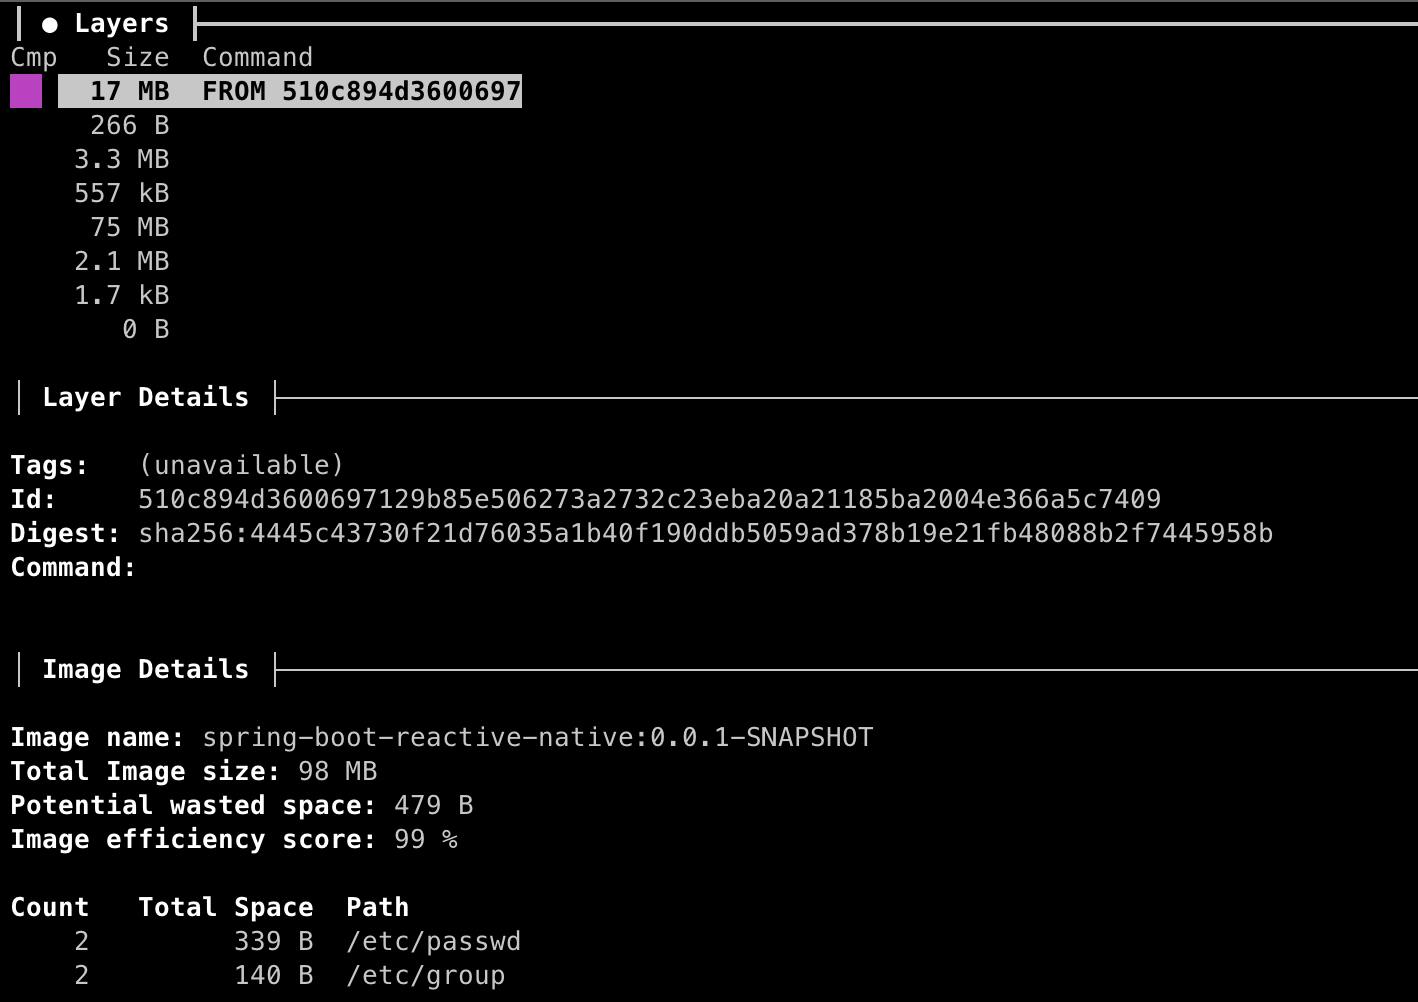 ● Layers
Cmp Size Command
17 MB FROM 510c894d3600697
266 B
3.3 MB
557 kB
75 MB
2.1 MB
1.7 kB
0 B
Layer Details
Tags: (unavailable)
Id: 510c894d3600697129b85e506273a2732c23eba20a21185ba2004e366a5c7409
Digest: sha256:4445c43730f21d76035a1b40f190ddb5059ad378b19e21fb48088b2f7445958b
Command:
Image Details
Image name: spring-boot-reactive-native:0.0.1-SNAPSHOT
Total Image size: 98 MB
Potential wasted space: 479 B
Image efficiency score: 99 %
Count Total Space Path
2 339 B /etc/passwd
2 140 B /etc/group